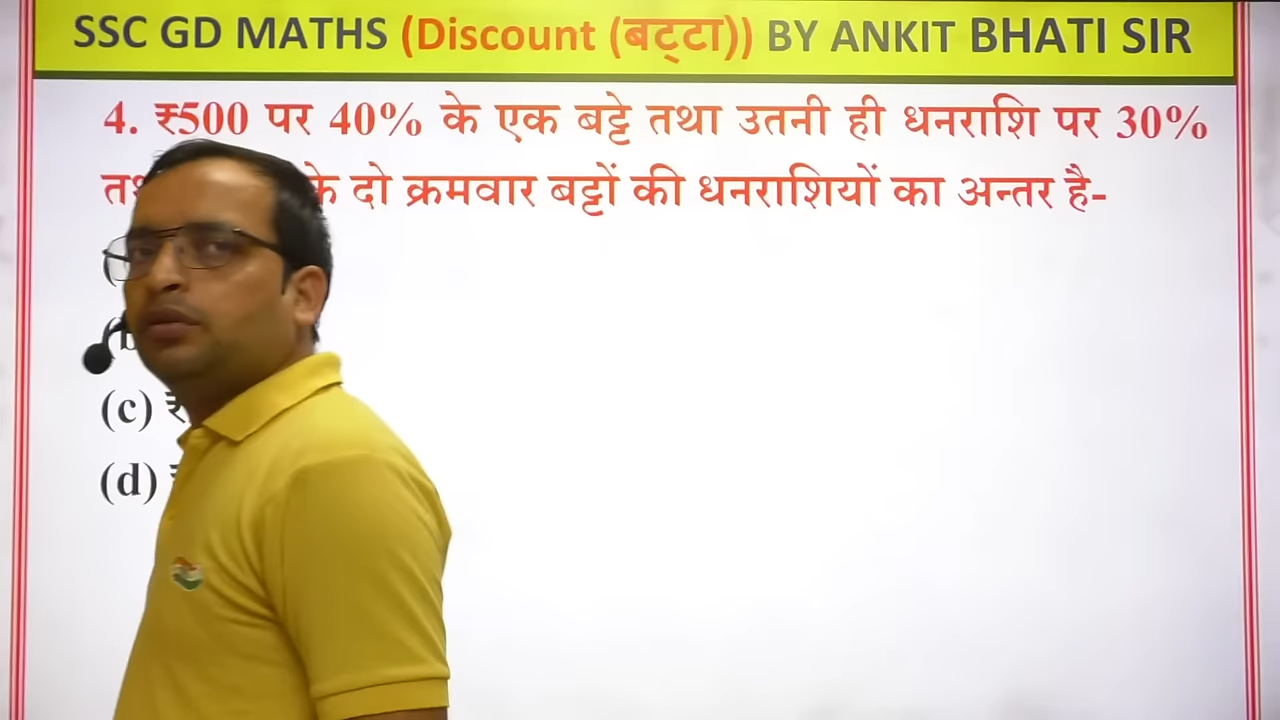 SSC GD MATHS (Discount (बट्टा)) BY ANKIT BHATI SIR
4. ₹500 पर 40% के एक बट्टे तथा उतनी ही धनराशि पर 30%
के दो क्रमवार बट्टों की धनराशियों का अन्तर है-
(c) ₹
(d)